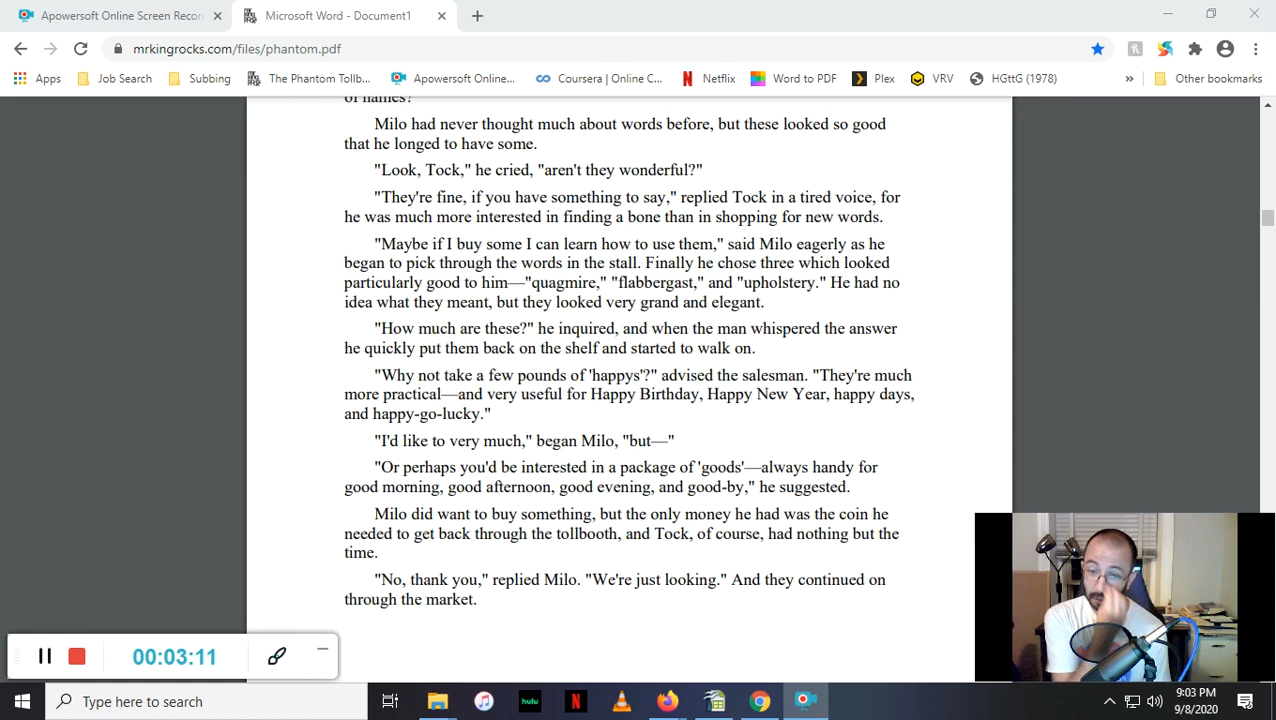 Apowersoft Online Screen Recor
Microsoft Word - Document1
mrkingrocks.com/files/phantom.pdf
Apps
Job Search
Subbing
The Phantom Tollb...
Apowersoft Online...
Coursera | Online C...
Netflix
Word to PDF
Plex
VRV
HGttG (1978)
»
Other bookmarks
of names?
Milo had never thought much about words before, but these looked so good
that he longed to have some.
"Look, Tock," he cried, "aren't they wonderful?"
"They're fine, if you have something to say," replied Tock in a tired voice, for
he was much more interested in finding a bone than in shopping for new words.
"Maybe if I buy some I can learn how to use them," said Milo eagerly as he
began to pick through the words in the stall. Finally he chose three which looked
particularly good to him—"quagmire," "flabbergast," and "upholstery." He had no
idea what they meant, but they looked very grand and elegant.
"How much are these?" he inquired, and when the man whispered the answer
he quickly put them back on the shelf and started to walk on.
"Why not take a few pounds of 'happys'?" advised the salesman. "They're much
more practical—and very useful for Happy Birthday, Happy New Year, happy days,
and happy-go-lucky."
"I'd like to very much," began Milo, "but—"
"Or perhaps you'd be interested in a package of 'goods'—always handy for
good morning, good afternoon, good evening, and good-by," he suggested.
Milo did want to buy something, but the only money he had was the coin he
needed to get back through the tollbooth, and Tock, of course, had nothing but the
time.
"No, thank you," replied Milo. "We're just looking." And they continued on
through the market.
00:03:11
Type here to search
hulu
N
9:03 PM
9/8/2020